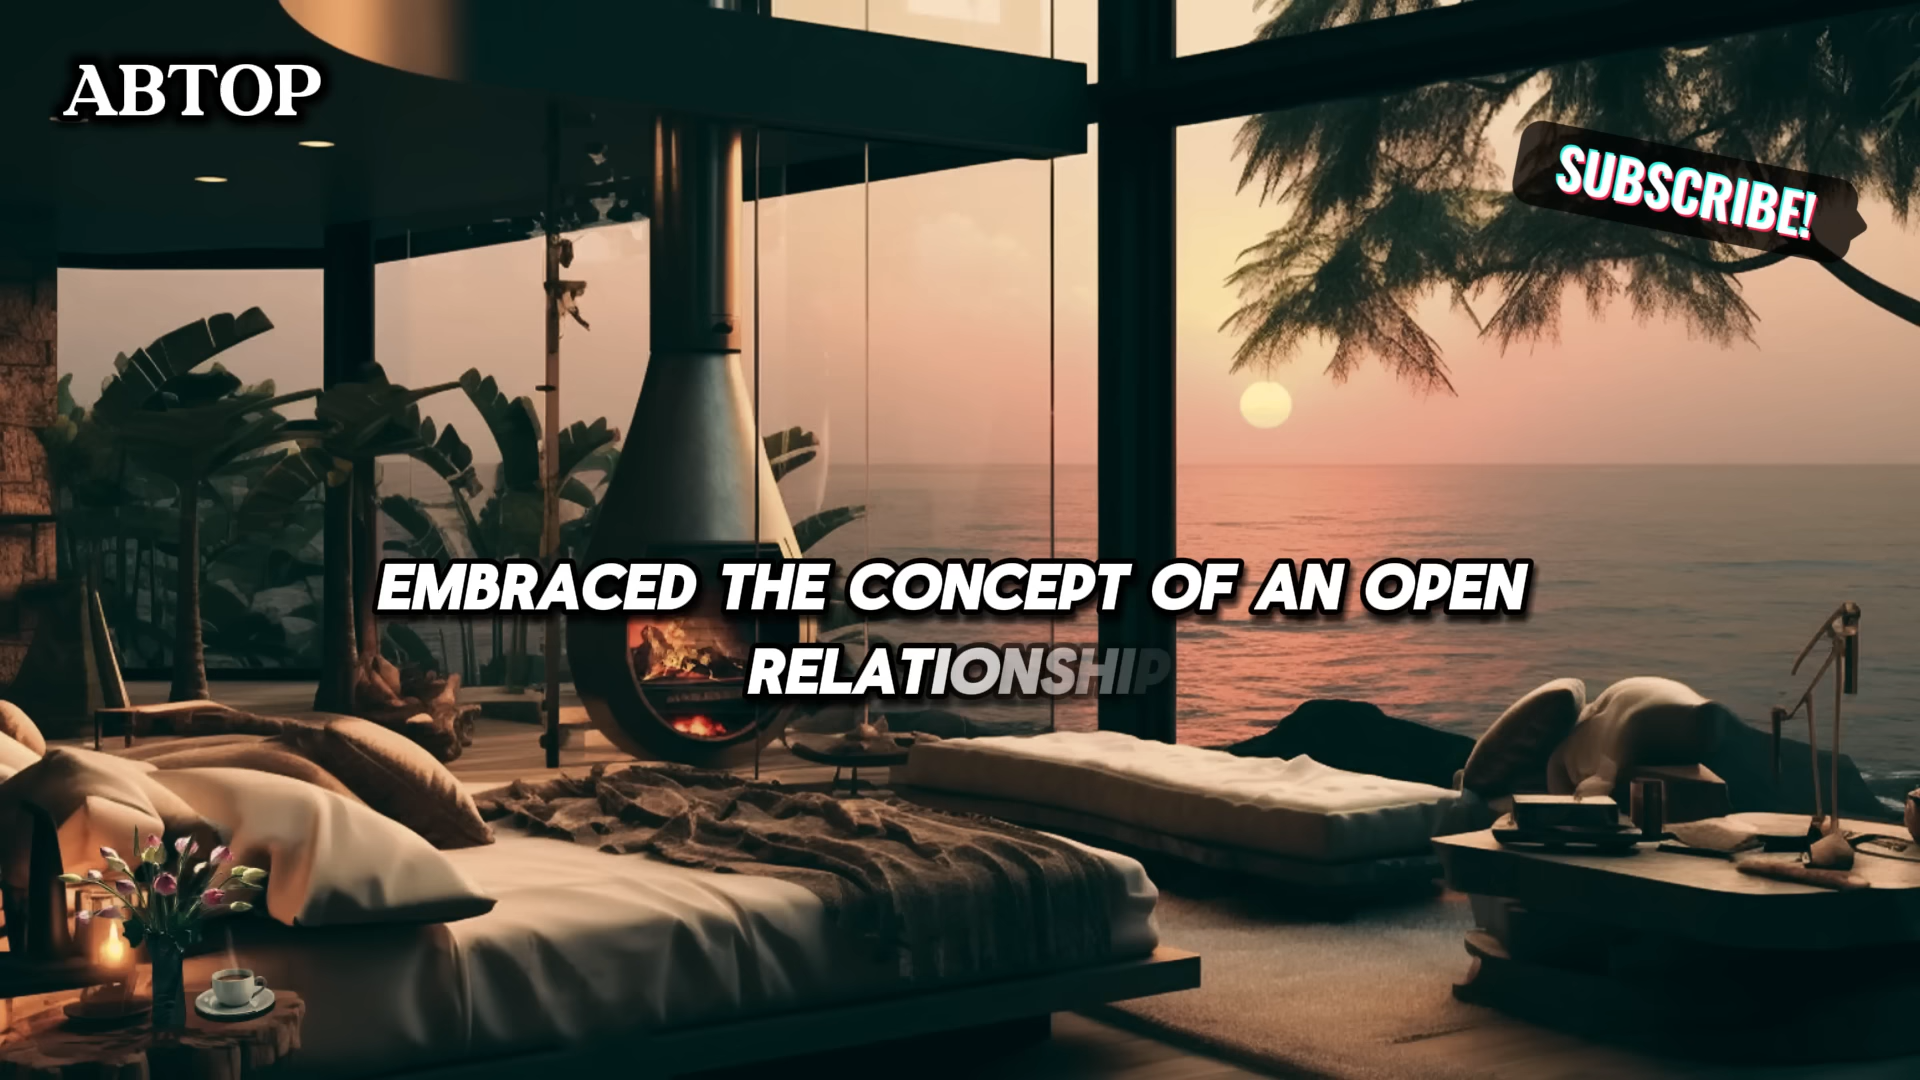 ABTOP
SUBSCRIBE!
EMBRACED THE CONCEPT OF AN OPEN
RELATIONSHIP